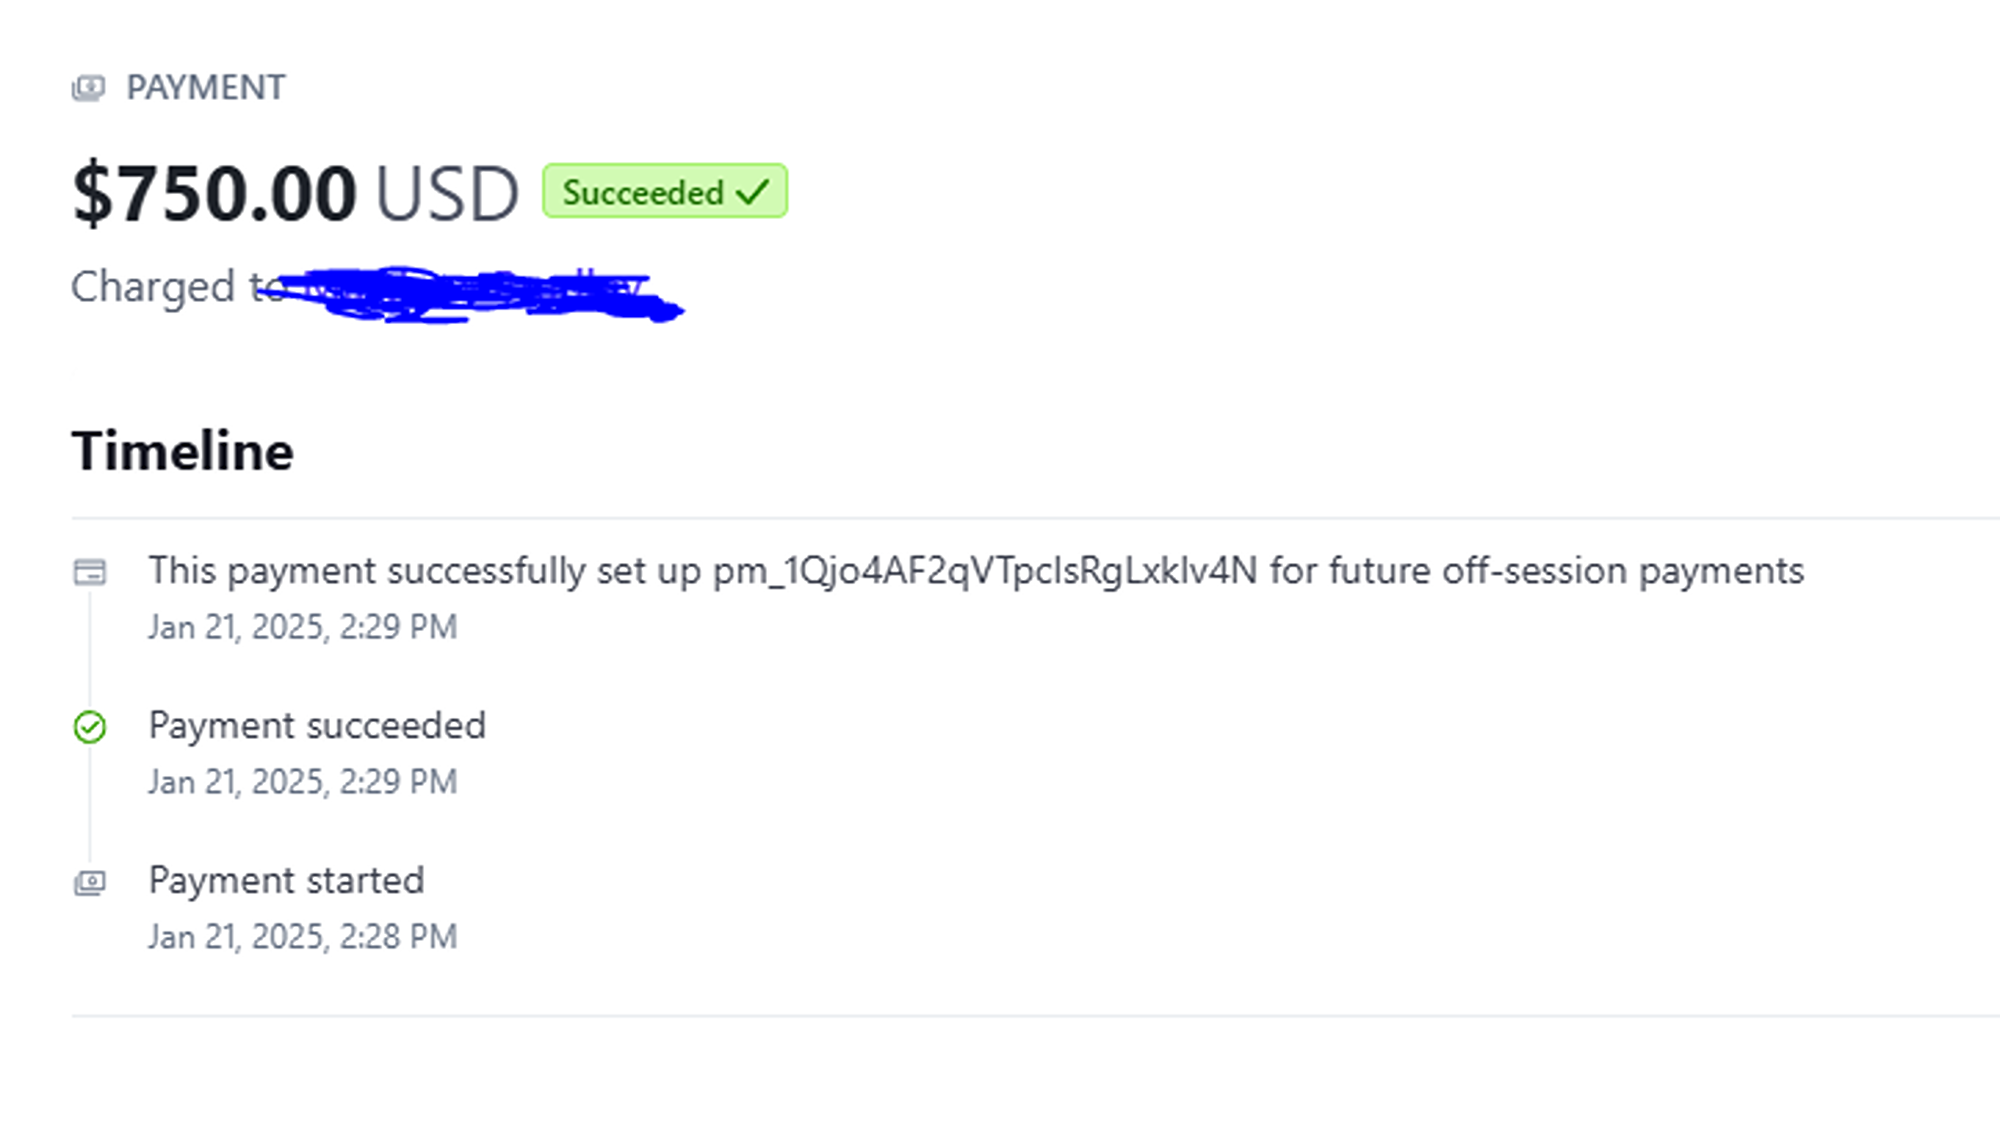 PAYMENT
$750.00 USD Succeeded
Charged to
Timeline
This payment successfully set up pm_1Qjo4AF2qVTpclsRgLxklv4N for future off-session payments
Jan 21, 2025, 2:29 PM
Payment succeeded
Jan 21, 2025, 2:29 PM
Payment started
Jan 21, 2025, 2:28 PM